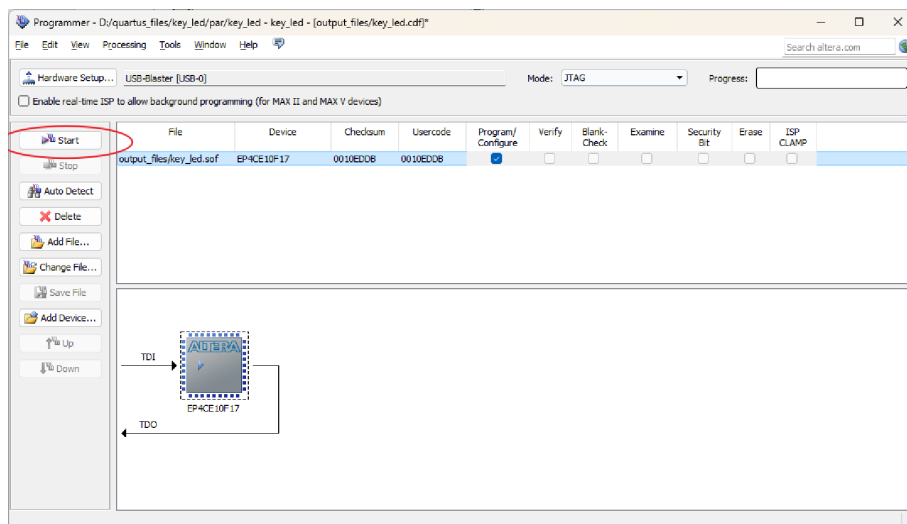 Programmer - D:/quartus_files/key_led/par/key_led - key_led - [output_files/key_led.cdf]*
File Edit View Processing Tools Window Help
Search altera.com
Hardware Setup... USB-Blaster [USB-0] Mode: JTAG Progress:
Enable real-time ISP to allow background programming (for MAX II and MAX V devices)
Start
Stop
Auto Detect
Delete
Add File...
Change File...
Save File
Add Device...
Up
Down
File Device Checksum Usercode Program/ Verify Blank- Examine Security Erase ISP
Configure Check Bit CLAMP
output_files/key_led.sof EP4CE10F17 0010EDDB 0010EDDB
TDI
ALTERA
EP4CE10F17
TDO